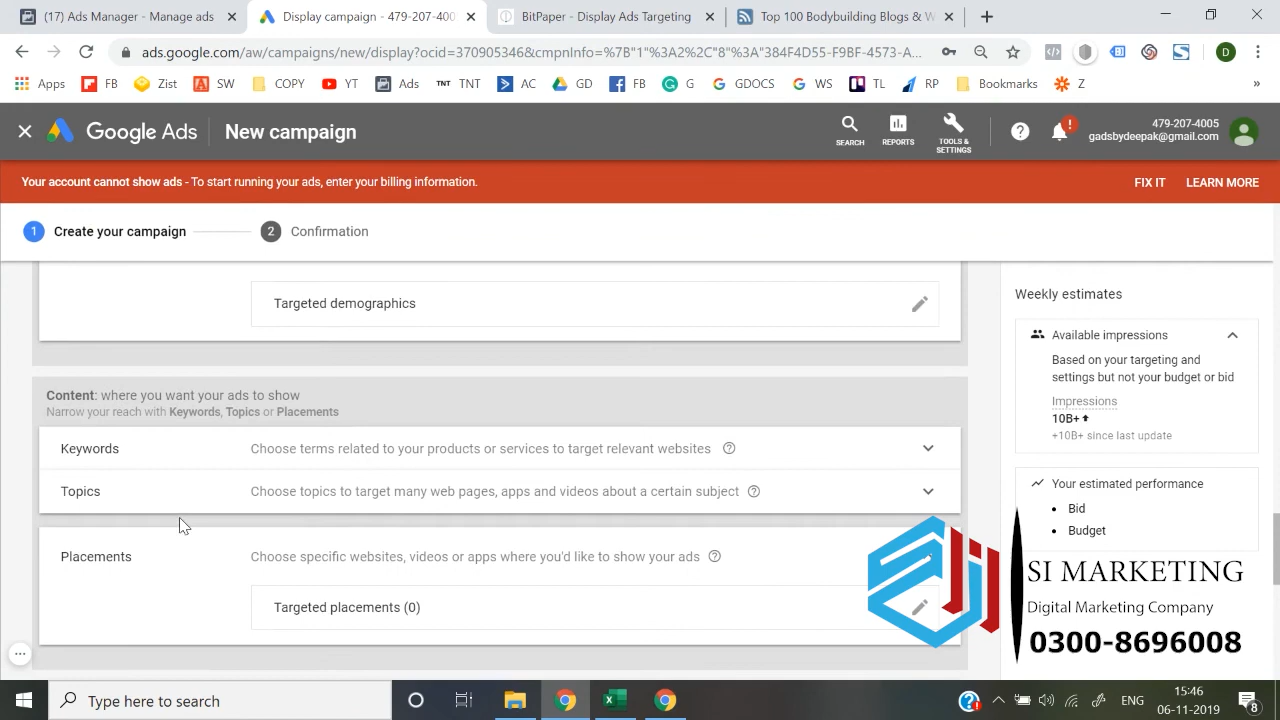 (17) Ads Manager - Manage ads
Display campaign - 479-207-400
BitPaper - Display Ads Targeting
Top 100 Bodybuilding Blogs & W
ads.google.com/aw/campaigns/new/display?ocid=370905346&cmpnInfo=%7B"1"%3A2%2C"8"%3A"384F4D55-F9BF-4573-A...
D
Apps FB Zist SW COPY YT Ads TNT TNT AC GD FB G GDOCS WS TL RP Bookmarks Z »
Google Ads New campaign
SEARCH
REPORTS
TOOLS &
SETTINGS
479-207-4005
gadsbydeepak@gmail.com
Your account cannot show ads - To start running your ads, enter your billing information.
FIX IT LEARN MORE
1 Create your campaign
2 Confirmation
Targeted demographics
Content: where you want your ads to show
Narrow your reach with Keywords, Topics or Placements
Keywords Choose terms related to your products or services to target relevant websites
Topics Choose topics to target many web pages, apps and videos about a certain subject
Placements Choose specific websites, videos or apps where you'd like to show your ads
Targeted placements (0)
Weekly estimates
Available impressions
Based on your targeting and
settings but not your budget or bid
Impressions
10B+
+10B+ since last update
Your estimated performance
• Bid
• Budget
SI MARKETING
Digital Marketing Company
0300-8696008
Type here to search
ENG
15:46
06-11-2019
8